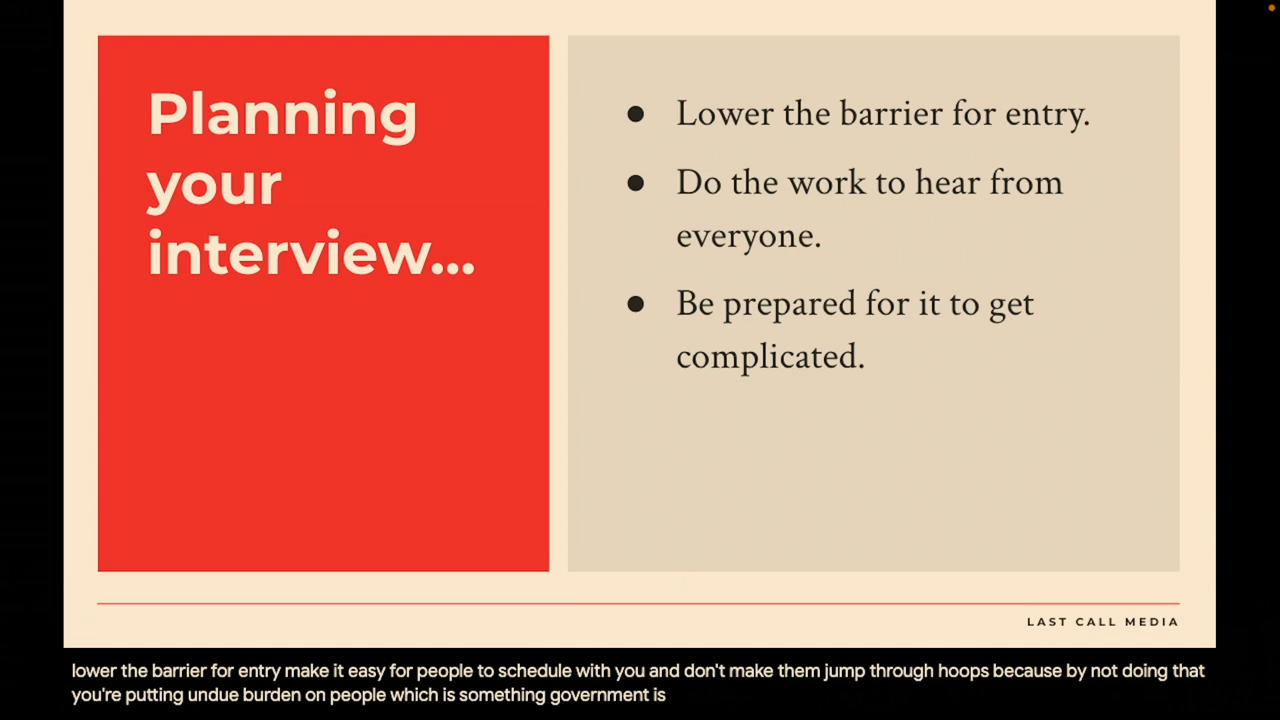 Planning
your
interview...
● Lower the barrier for entry.
● Do the work to hear from
everyone.
● Be prepared for it to get
complicated.
LAST CALL MEDIA
lower the barrier for entry make it easy for people to schedule with you and don't make them jump through hoops because by not doing that
you're putting undue burden on people which is something government is